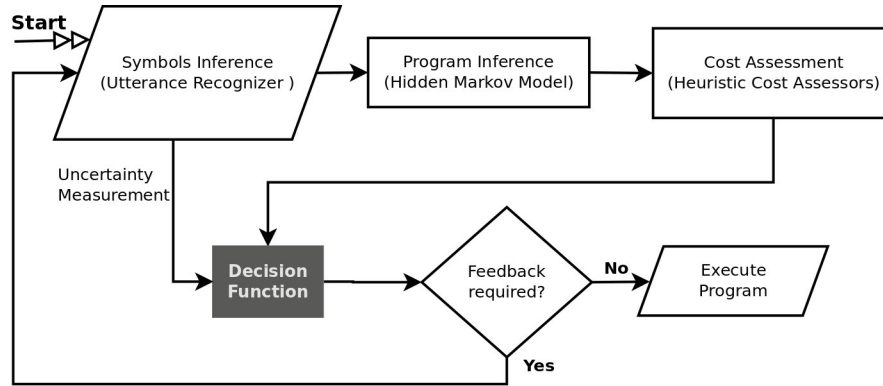 Start
Symbols Inference
(Utterance Recognizer )
Program Inference
(Hidden Markov Model)
Cost Assessment
(Heuristic Cost Assessors)
Uncertainty
Measurement
Decision
Function
Feedback
required?
No
Execute
Program
Yes